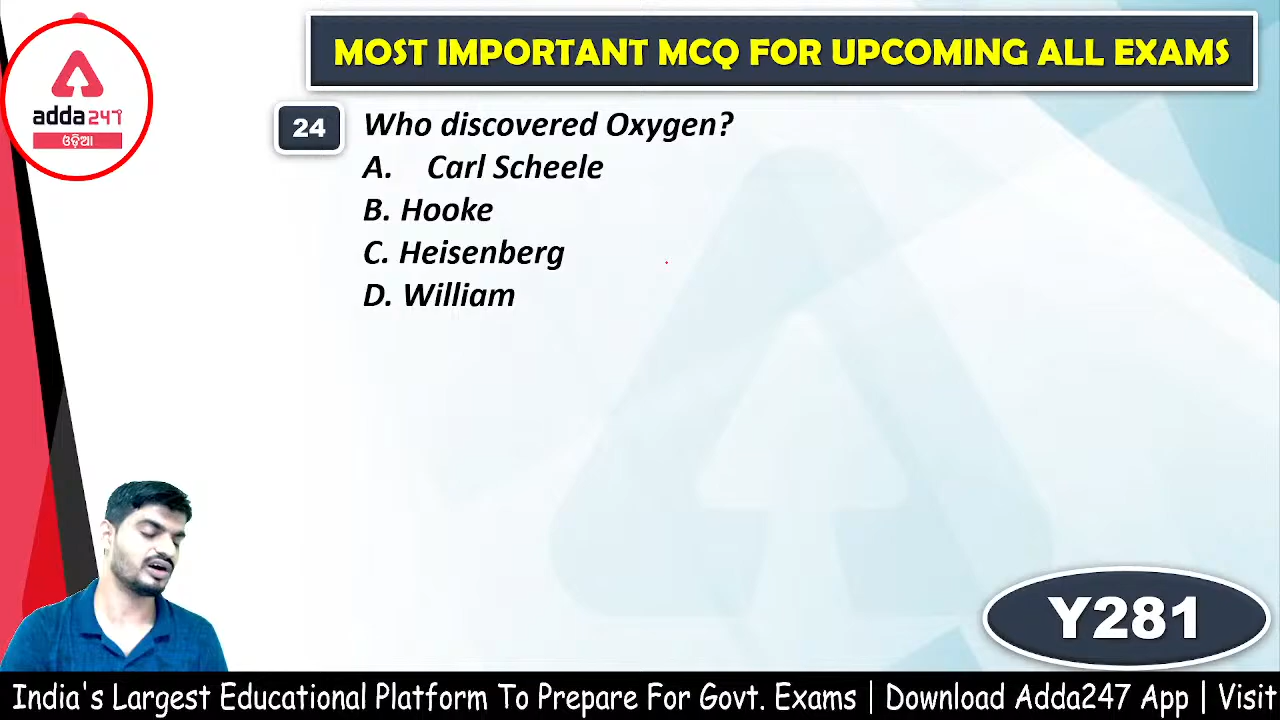 MOST IMPORTANT MCQ FOR UPCOMING ALL EXAMS
adda247
ଓଡ଼ିଆ
24 Who discovered Oxygen?
A. Carl Scheele
B. Hooke
C. Heisenberg
D. William
Y281
India's Largest Educational Platform To Prepare For Govt. Exams | Download Adda247 App | Visit